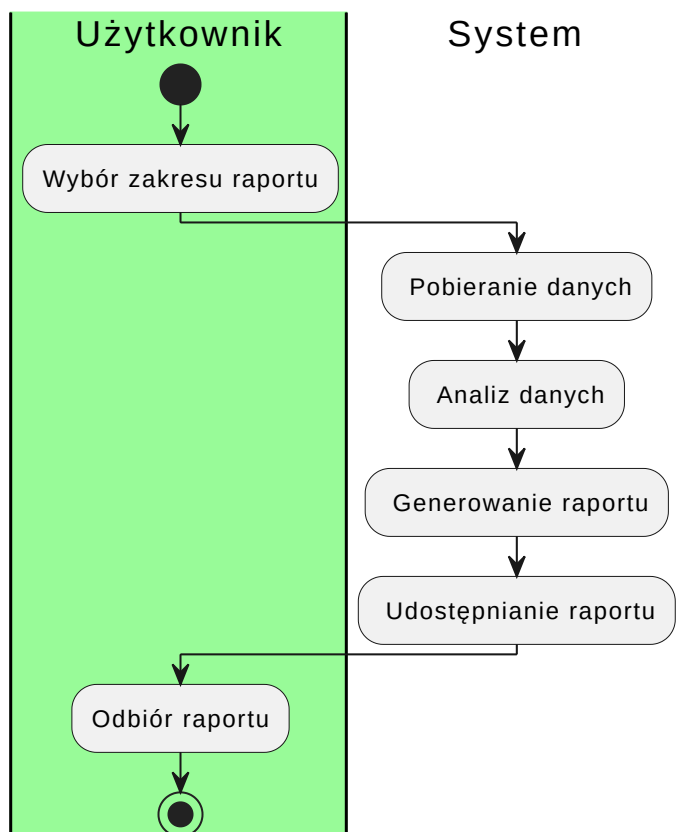 Użytkownik
System
Wybór zakresu raportu
Pobieranie danych
Analiz danych
Generowanie raportu
Udostępnianie raportu
Odbiór raportu